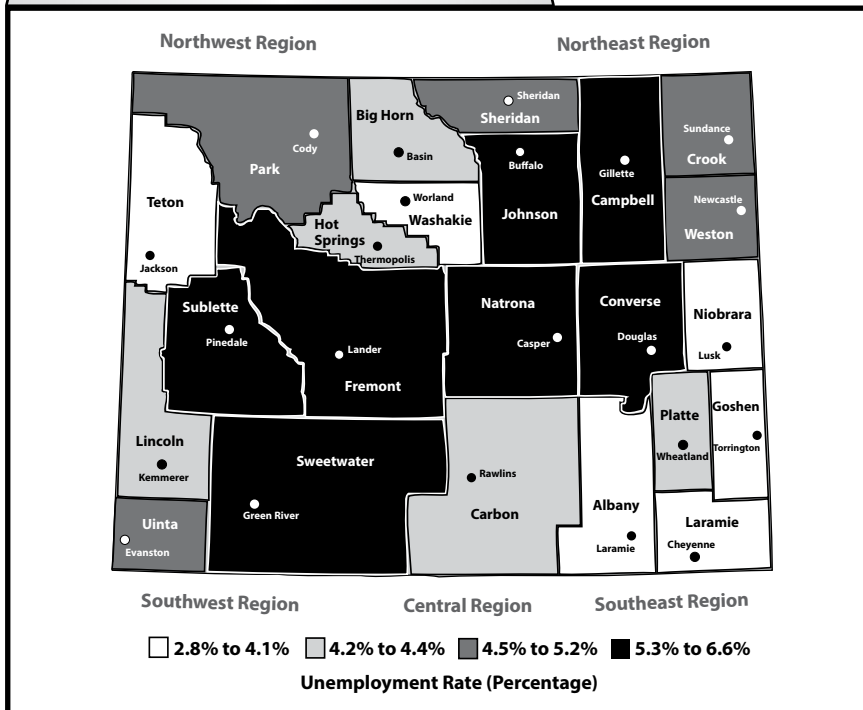 Northwest Region
Northeast Region
Big Horn
Basin
Sheridan
Sheridan
Cody
Park
Buffalo
Johnson
Gillette
Campbell
Sundance
Crook
Newcastle
Weston
Teton
Jackson
Worland
Washakie
Hot
Springs
Thermopolis
Sublette
Pinedale
Lander
Fremont
Natrona
Casper
Converse
Douglas
Niobrara
Lusk
Lincoln
Kemmerer
Sweetwater
Green River
Rawlins
Carbon
Platte
Wheatland
Goshen
Torrington
Albany
Laramie
Laramie
Cheyenne
Uinta
Evanston
Southwest Region
Central Region
Southeast Region
2.8% to 4.1%
4.2% to 4.4%
4.5% to 5.2%
5.3% to 6.6%
Unemployment Rate (Percentage)